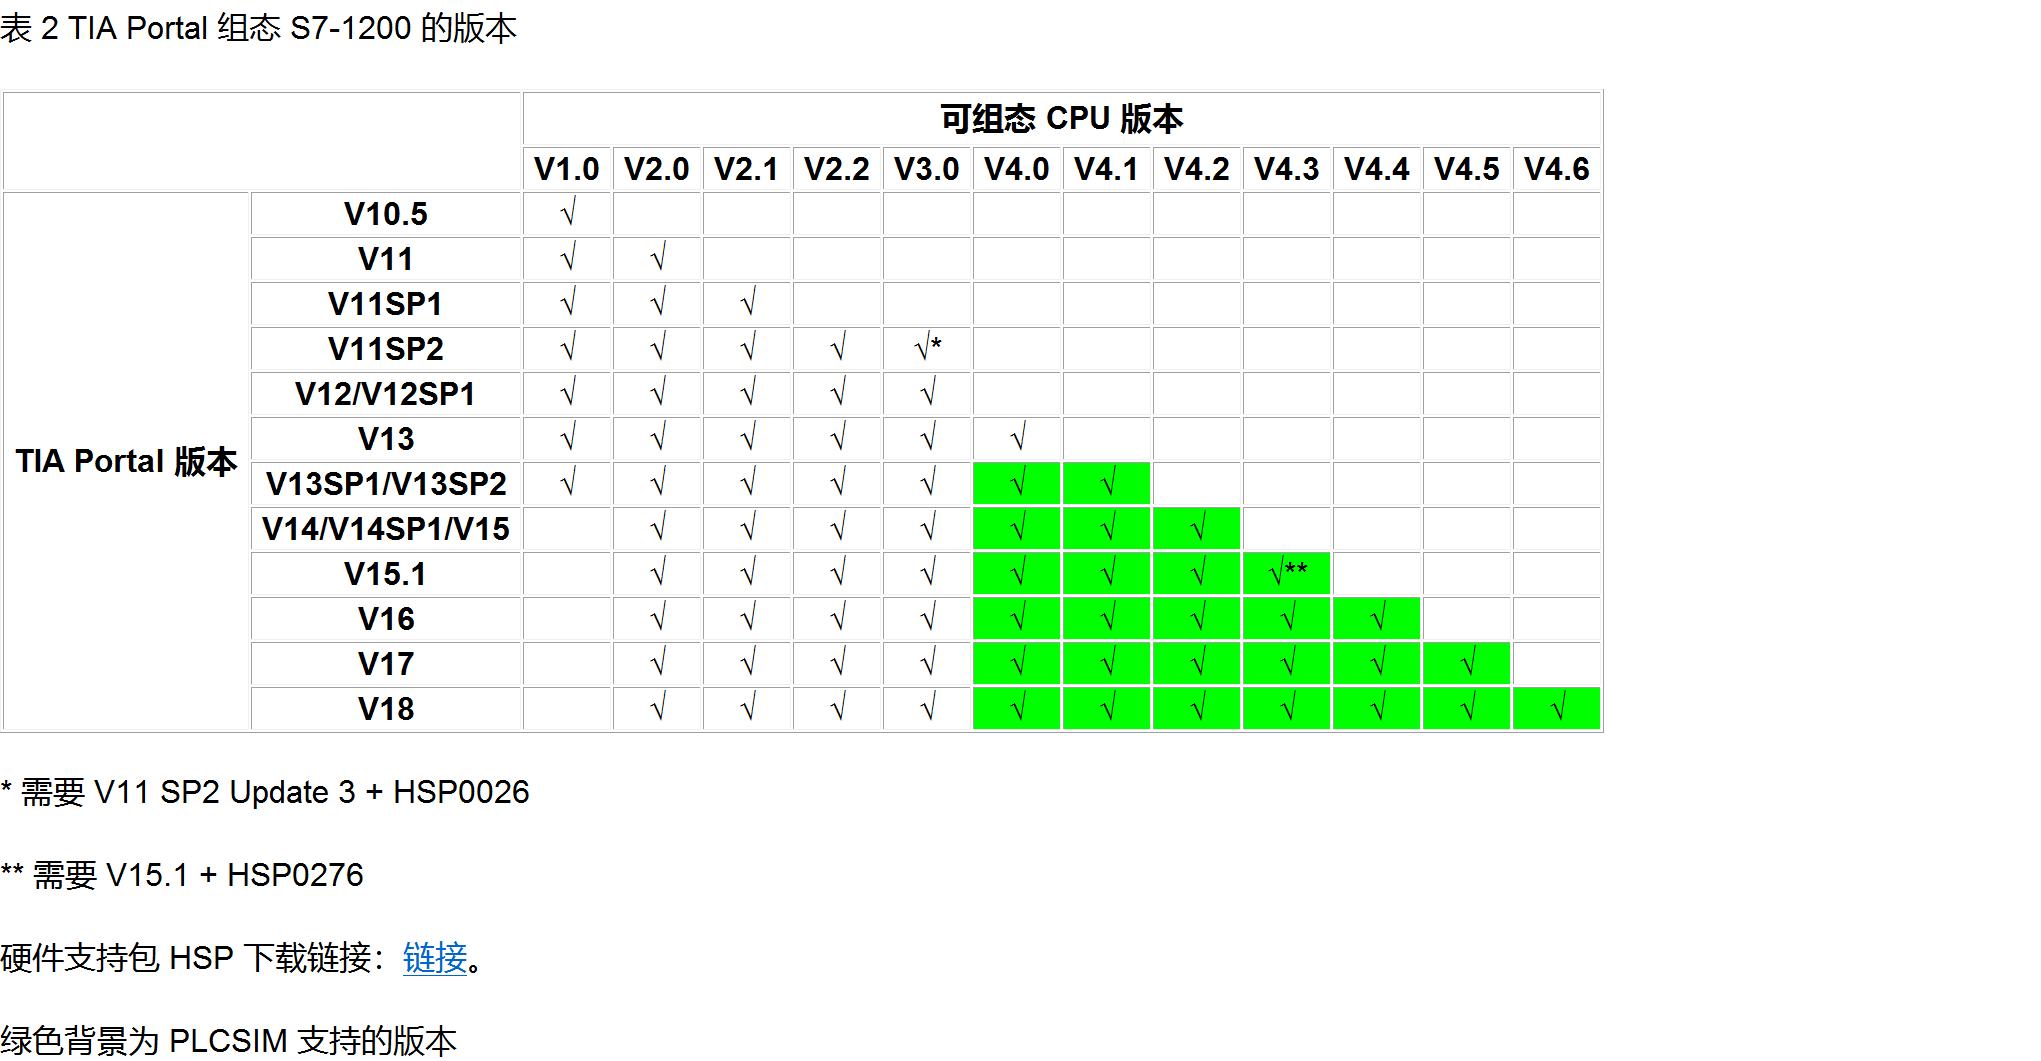 表 2 TIA Portal 组态 S7-1200 的版本
可组态 CPU 版本
V1.0 V2.0 V2.1 V2.2 V3.0 V4.0 V4.1 V4.2 V4.3 V4.4 V4.5 V4.6
TIA Portal 版本
V10.5 √
V11 √ √
V11SP1 √ √ √
V11SP2 √ √ √ √ √*
V12/V12SP1 √ √ √ √ √
V13 √ √ √ √ √ √
V13SP1/V13SP2 √ √ √ √ √ √ √
V14/V14SP1/V15 √ √ √ √ √ √ √
V15.1 √ √ √ √ √ √ √ √**
V16 √ √ √ √ √ √ √ √ √
V17 √ √ √ √ √ √ √ √ √ √
V18 √ √ √ √ √ √ √ √ √ √ √
* 需要 V11 SP2 Update 3 + HSP0026
** 需要 V15.1 + HSP0276
硬件支持包 HSP 下载链接：链接。
绿色背景为 PLCSIM 支持的版本